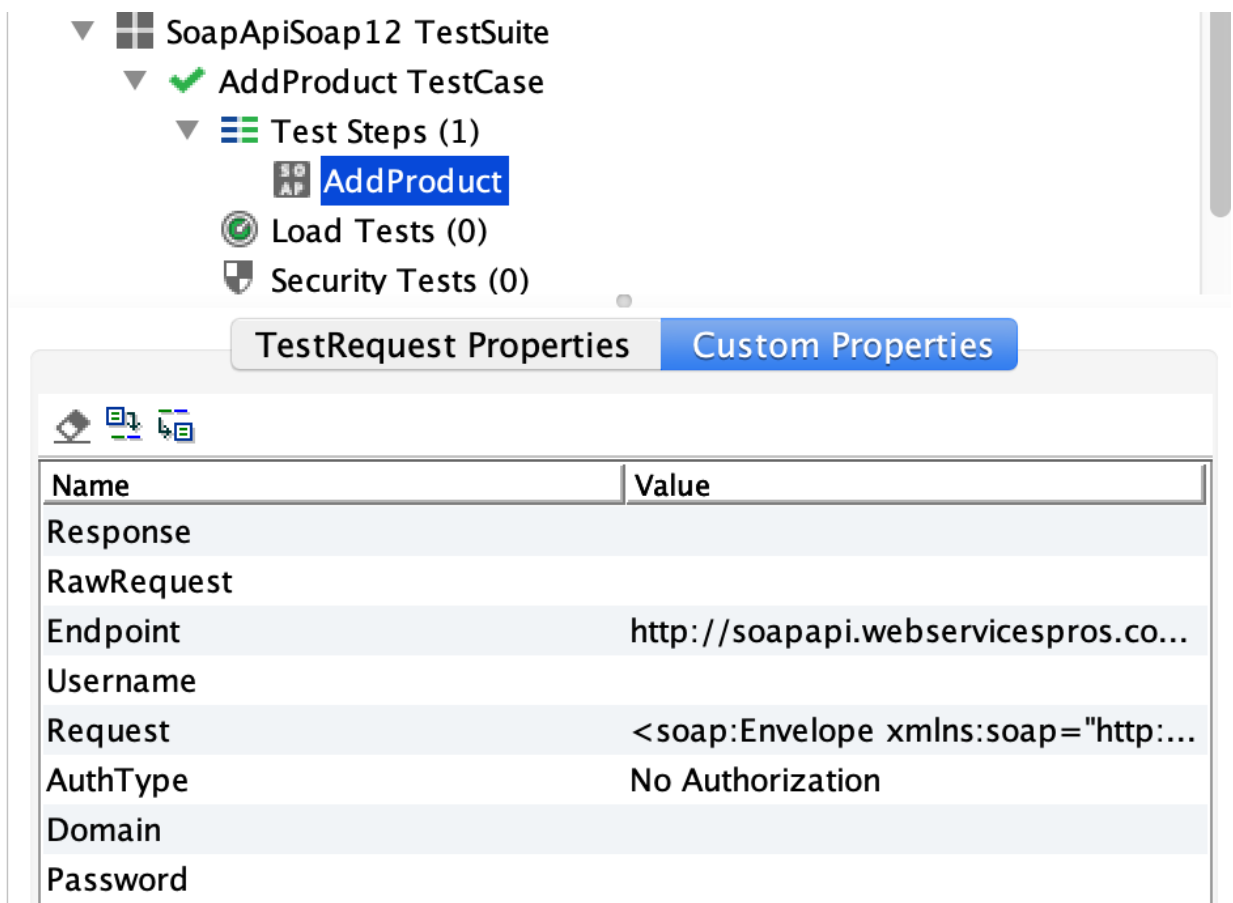 SoapApiSoap12 TestSuite
AddProduct TestCase
Test Steps (1)
SO
AP
AddProduct
Load Tests (0)
Security Tests (0)
TestRequest Properties
Custom Properties
Name Value
Response
RawRequest
Endpoint http://soapapi.webservicespros.co...
Username
Request <soap:Envelope xmlns:soap="http:...
AuthType No Authorization
Domain
Password